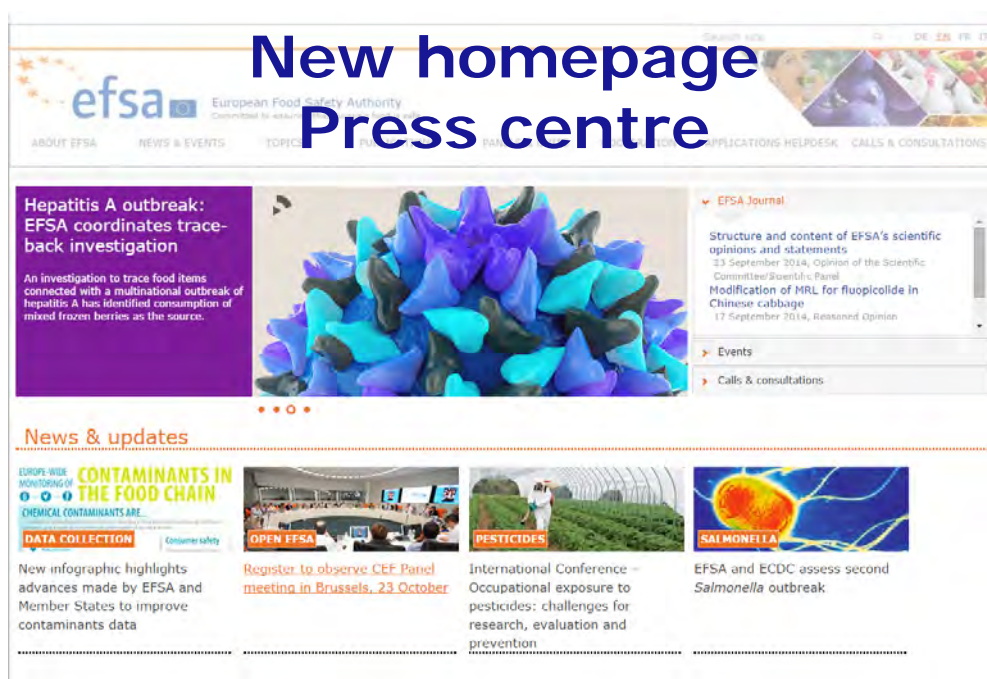 Search site DE EN FR IT
New homepage
Press centre
efsa
European Food Safety Authority
ABOUT EFSA NEWS & EVENTS TOPICS APPLICATIONS HELPDESK CALLS & CONSULTATIONS
Hepatitis A outbreak:
EFSA coordinates trace-
back investigation
An investigation to trace food items
connected with a multinational outbreak of
hepatitis A has identified consumption of
mixed frozen berries as the source.
EFSA Journal
Structure and content of EFSA's scientific
opinions and statements
23 September 2014, Opinion of the Scientific
Committee/Scientific Panel
Modification of MRL for fluopicolide in
Chinese cabbage
17 September 2014, Reasoned Opinion
Events
Calls & consultations
News & updates
EUROPE-WIDE
MONITORING OF
CONTAMINANTS IN
THE FOOD CHAIN
CHEMICAL CONTAMINANTS ARE...
DATA COLLECTION
Consumer safety
New infographic highlights
advances made by EFSA and
Member States to improve
contaminants data
OPEN EFSA
Register to observe CEF Panel
meeting in Brussels, 23 October
PESTICIDES
International Conference –
Occupational exposure to
pesticides: challenges for
research, evaluation and
prevention
SALMONELLA
EFSA and ECDC assess second
Salmonella outbreak